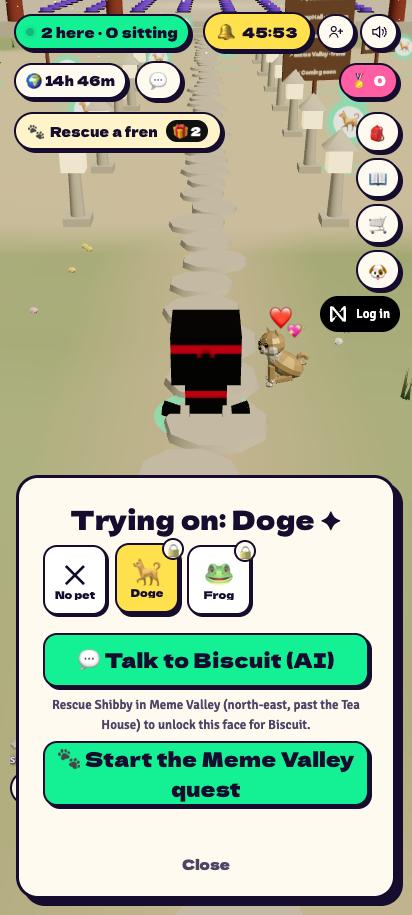 2 here · 0 sitting
45:53
14h 46m
0
Rescue a fren
2
Log in
Trying on: Doge ✦
No pet
Doge
Frog
Talk to Biscuit (AI)
Rescue Shibby in Meme Valley (north-east, past the Tea
House) to unlock this face for Biscuit.
Start the Meme Valley
quest
Close